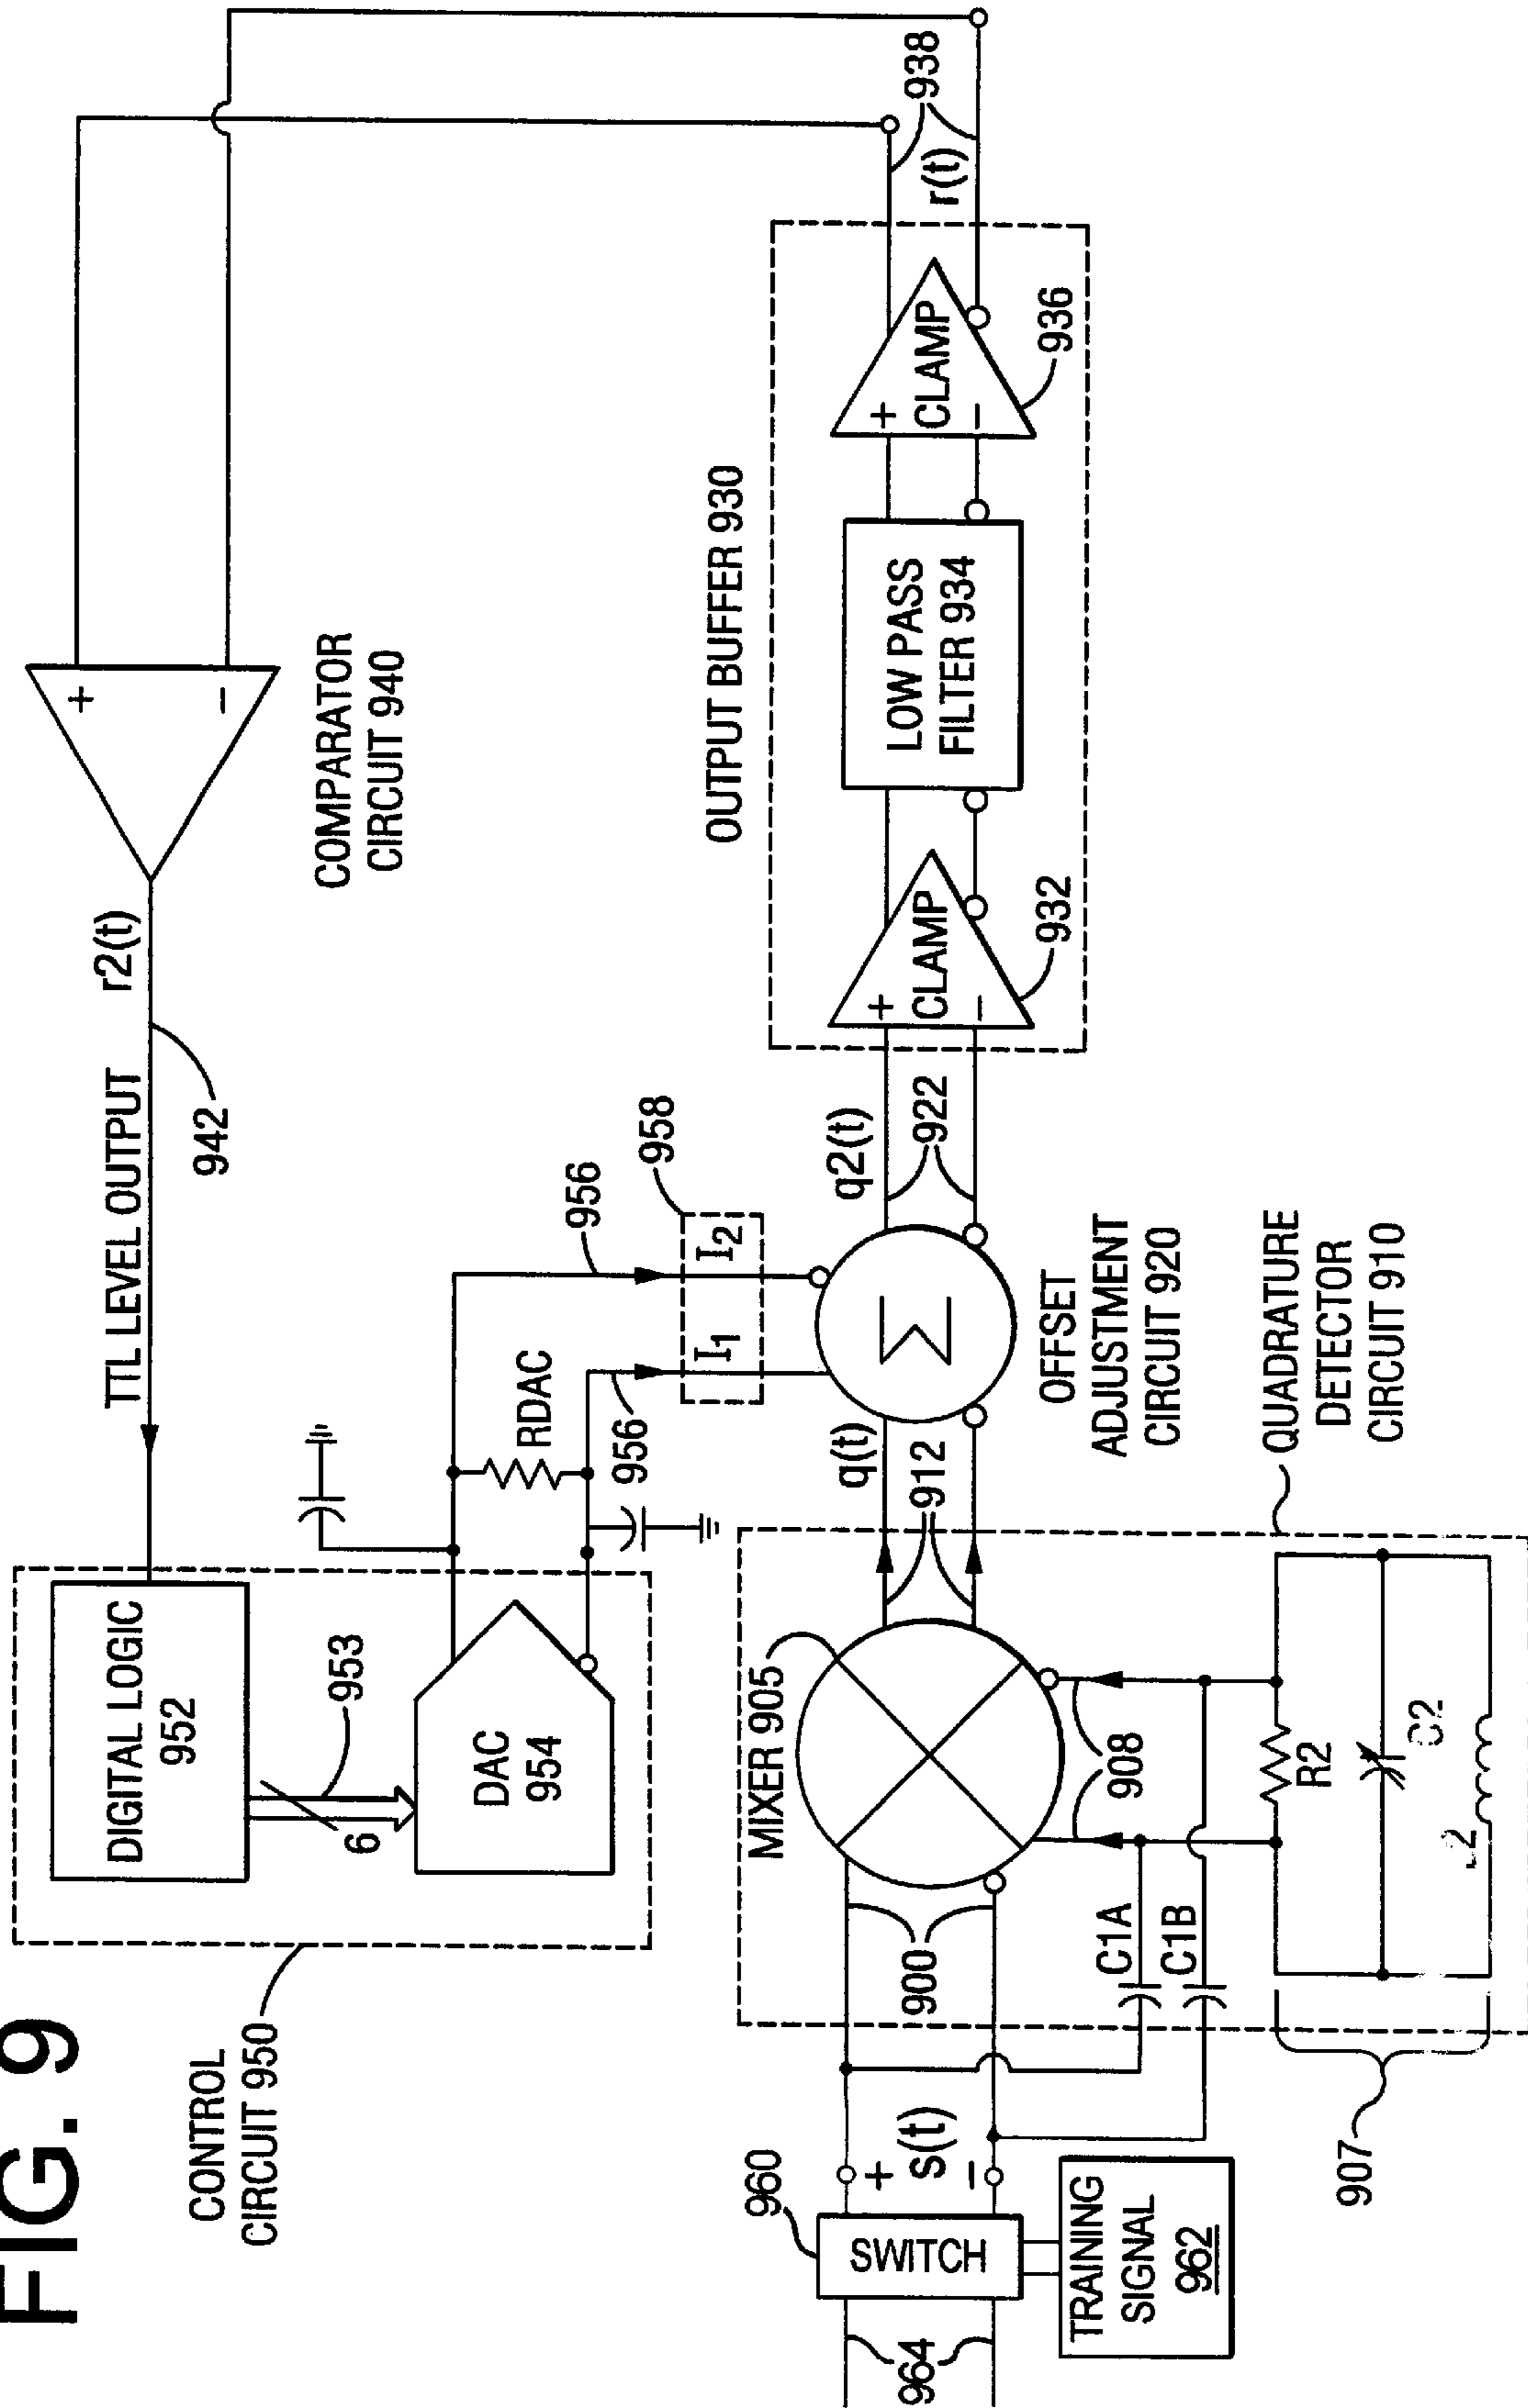 FIG. 9
CONTROL
CIRCUIT 950
DIGITAL LOGIC
952
6
953
DAC
954
TTL LEVEL OUTPUT
r2(t)
942
+
−
COMPARATOR
CIRCUIT 940
RDAC
956
956
958
I1
I2
OUTPUT BUFFER 930
+
−
CLAMP
932
LOW PASS
FILTER 934
+
−
CLAMP
936
r(t)
938
q2(t)
922
OFFSET
ADJUSTMENT
CIRCUIT 920
Σ
q(t)
912
QUADRATURE
DETECTOR
CIRCUIT 910
MIXER 905
900
908
C1A
C1B
R2
907
960
SWITCH
+
s(t)
−
964
TRAINING
SIGNAL
962